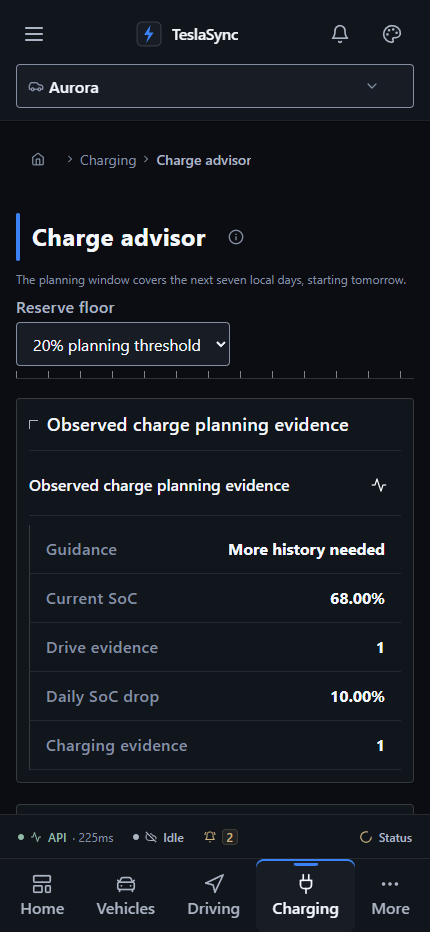 TeslaSync
Aurora
Charging > Charge advisor
Charge advisor
The planning window covers the next seven local days, starting tomorrow.
Reserve floor
20% planning threshold
Observed charge planning evidence
Observed charge planning evidence
Guidance More history needed
Current SoC 68.00%
Drive evidence 1
Daily SoC drop 10.00%
Charging evidence 1
API · 225ms Idle 2 Status
Home Vehicles Driving Charging More